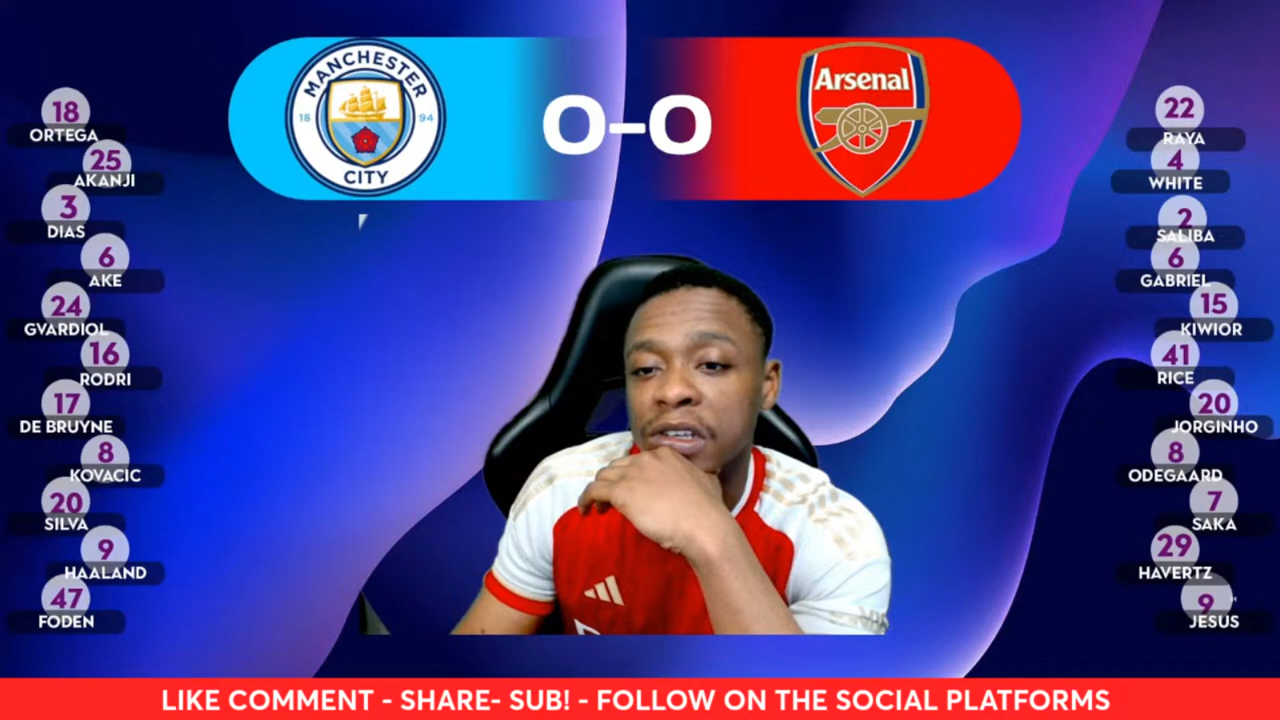 MANCHESTER
18 94
CITY
0-0
Arsenal
18
ORTEGA
25
AKANJI
3
DIAS
6
AKE
24
GVARDIOL
16
RODRI
17
DE BRUYNE
8
KOVACIC
20
SILVA
9
HAALAND
47
FODEN
22
RAYA
4
WHITE
2
SALIBA
6
GABRIEL
15
KIWIOR
41
RICE
20
JORGINHO
8
ODEGAARD
7
SAKA
29
HAVERTZ
9
JESUS
LIKE COMMENT - SHARE- SUB! - FOLLOW ON THE SOCIAL PLATFORMS